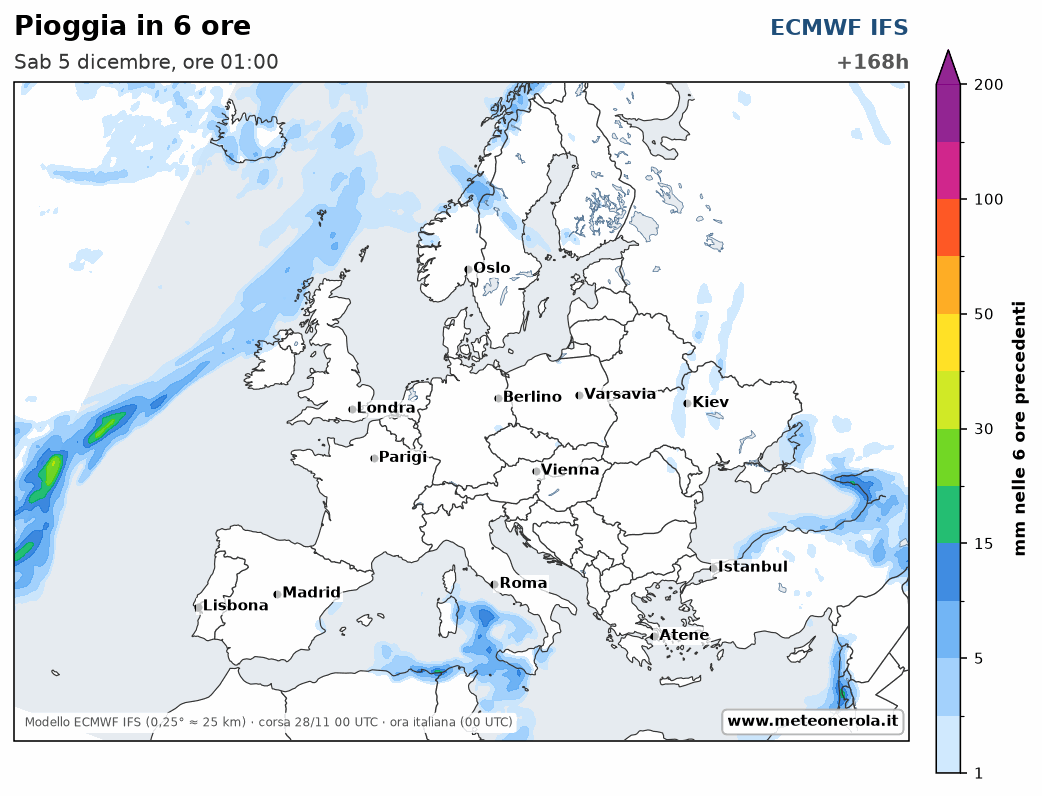 Pioggia in 6 ore
ECMWF IFS
Sab 5 dicembre, ore 01:00
+168h
200
100
50
30
15
5
1
mm nelle 6 ore precedenti
Oslo
Londra
Berlino
Varsavia
Kiev
Parigi
Vienna
Istanbul
Madrid
Roma
Lisbona
Atene
Modello ECMWF IFS (0,25° ≈ 25 km) · corsa 28/11 00 UTC · ora italiana (00 UTC)
www.meteonerola.it